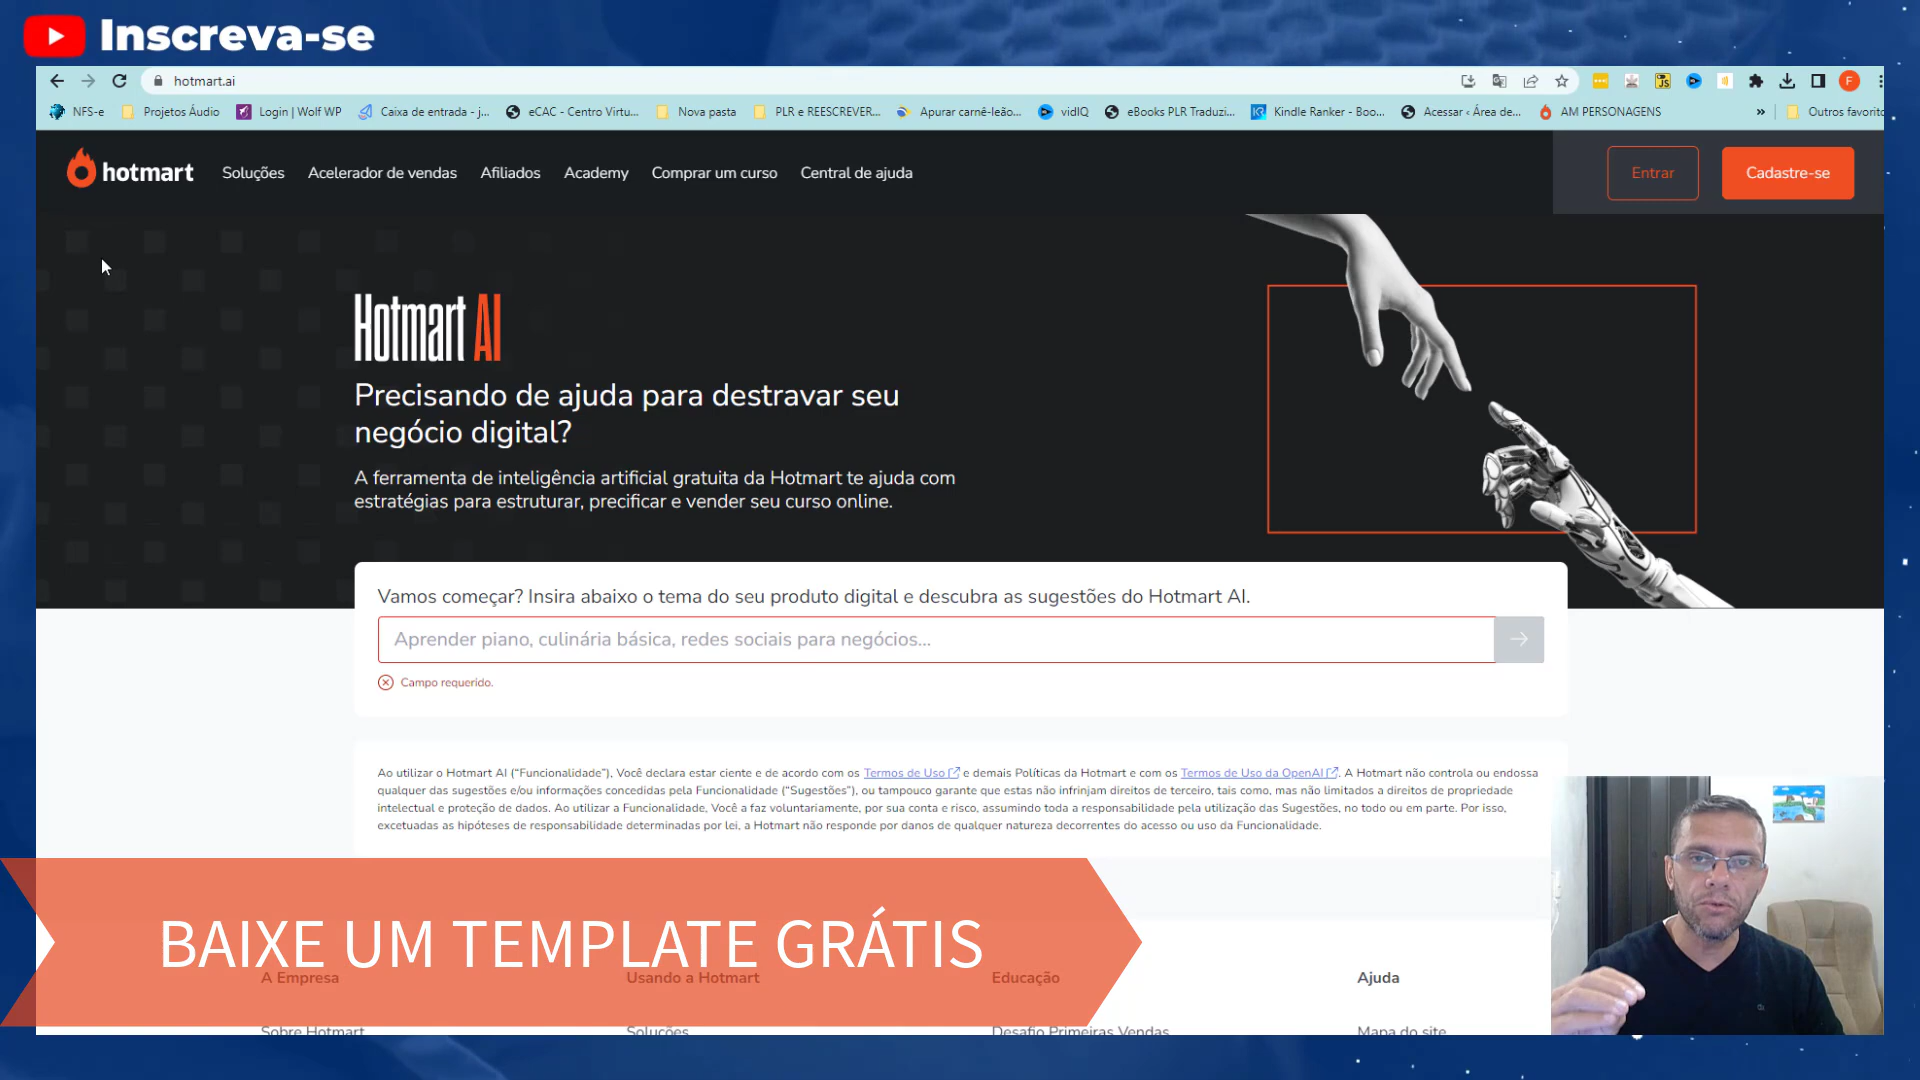 Inscreva-se
hotmart.ai
F
NFS-e
Projetos Áudio
Login | Wolf WP
Caixa de entrada - j...
eCAC - Centro Virtu...
Nova pasta
PLR e REESCREVER...
Apurar carnê-leão...
vidIQ
eBooks PLR Traduzi...
Kindle Ranker - Boo...
Acessar ‹ Área de...
AM PERSONAGENS
»
Outros favorito
hotmart
Soluções
Acelerador de vendas
Afiliados
Academy
Comprar um curso
Central de ajuda
Entrar
Cadastre-se
Hotmart AI
Precisando de ajuda para destravar seu
negócio digital?
A ferramenta de inteligência artificial gratuita da Hotmart te ajuda com
estratégias para estruturar, precificar e vender seu curso online.
Vamos começar? Insira abaixo o tema do seu produto digital e descubra as sugestões do Hotmart AI.
Aprender piano, culinária básica, redes sociais para negócios...
Campo requerido.
Ao utilizar o Hotmart AI (“Funcionalidade”), Você declara estar ciente e de acordo com os Termos de Uso e demais Políticas da Hotmart e com os Termos de Uso da OpenAI. A Hotmart não controla ou endossa
qualquer das sugestões e/ou informações concedidas pela Funcionalidade (“Sugestões”), ou tampouco garante que estas não infrinjam direitos de terceiro, tais como, mas não limitados a direitos de propriedade
intelectual e proteção de dados. Ao utilizar a Funcionalidade, Você a faz voluntariamente, por sua conta e risco, assumindo toda a responsabilidade pela utilização das Sugestões, no todo ou em parte. Por isso,
excetuadas as hipóteses de responsabilidade determinadas por lei, a Hotmart não responde por danos de qualquer natureza decorrentes do acesso ou uso da Funcionalidade.
BAIXE UM TEMPLATE GRÁTIS
A Empresa
Usando a Hotmart
Educação
Ajuda
Sobre Hotmart
Soluções
Desafio Primeiras Vendas
Mapa do site